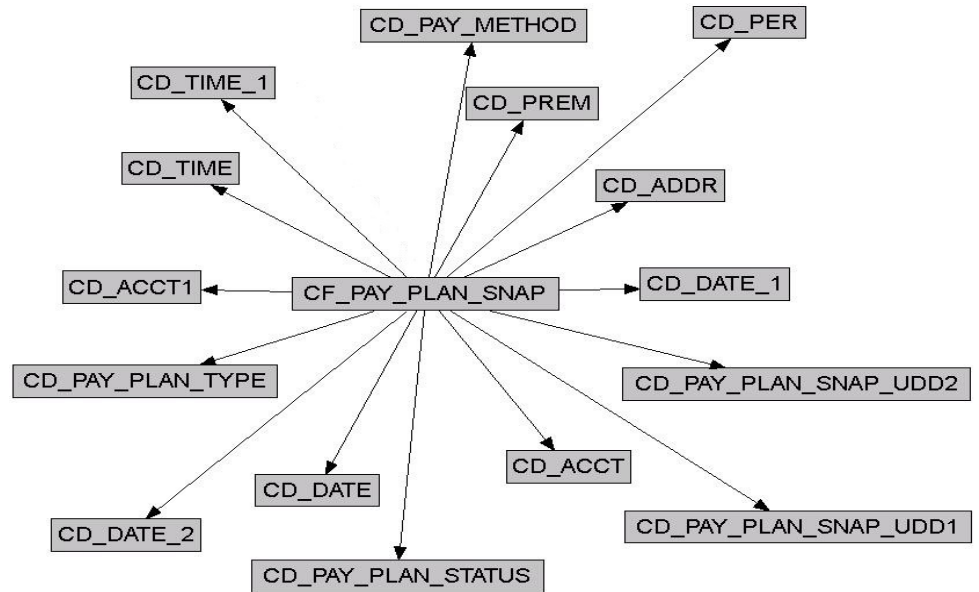 CD_PAY_METHOD
CD_PER
CD_TIME_1
CD_PREM
CD_TIME
CD_ADDR
CD_ACCT1
CF_PAY_PLAN_SNAP
CD_DATE_1
CD_PAY_PLAN_TYPE
CD_PAY_PLAN_SNAP_UDD2
CD_ACCT
CD_DATE
CD_DATE_2
CD_PAY_PLAN_SNAP_UDD1
CD_PAY_PLAN_STATUS